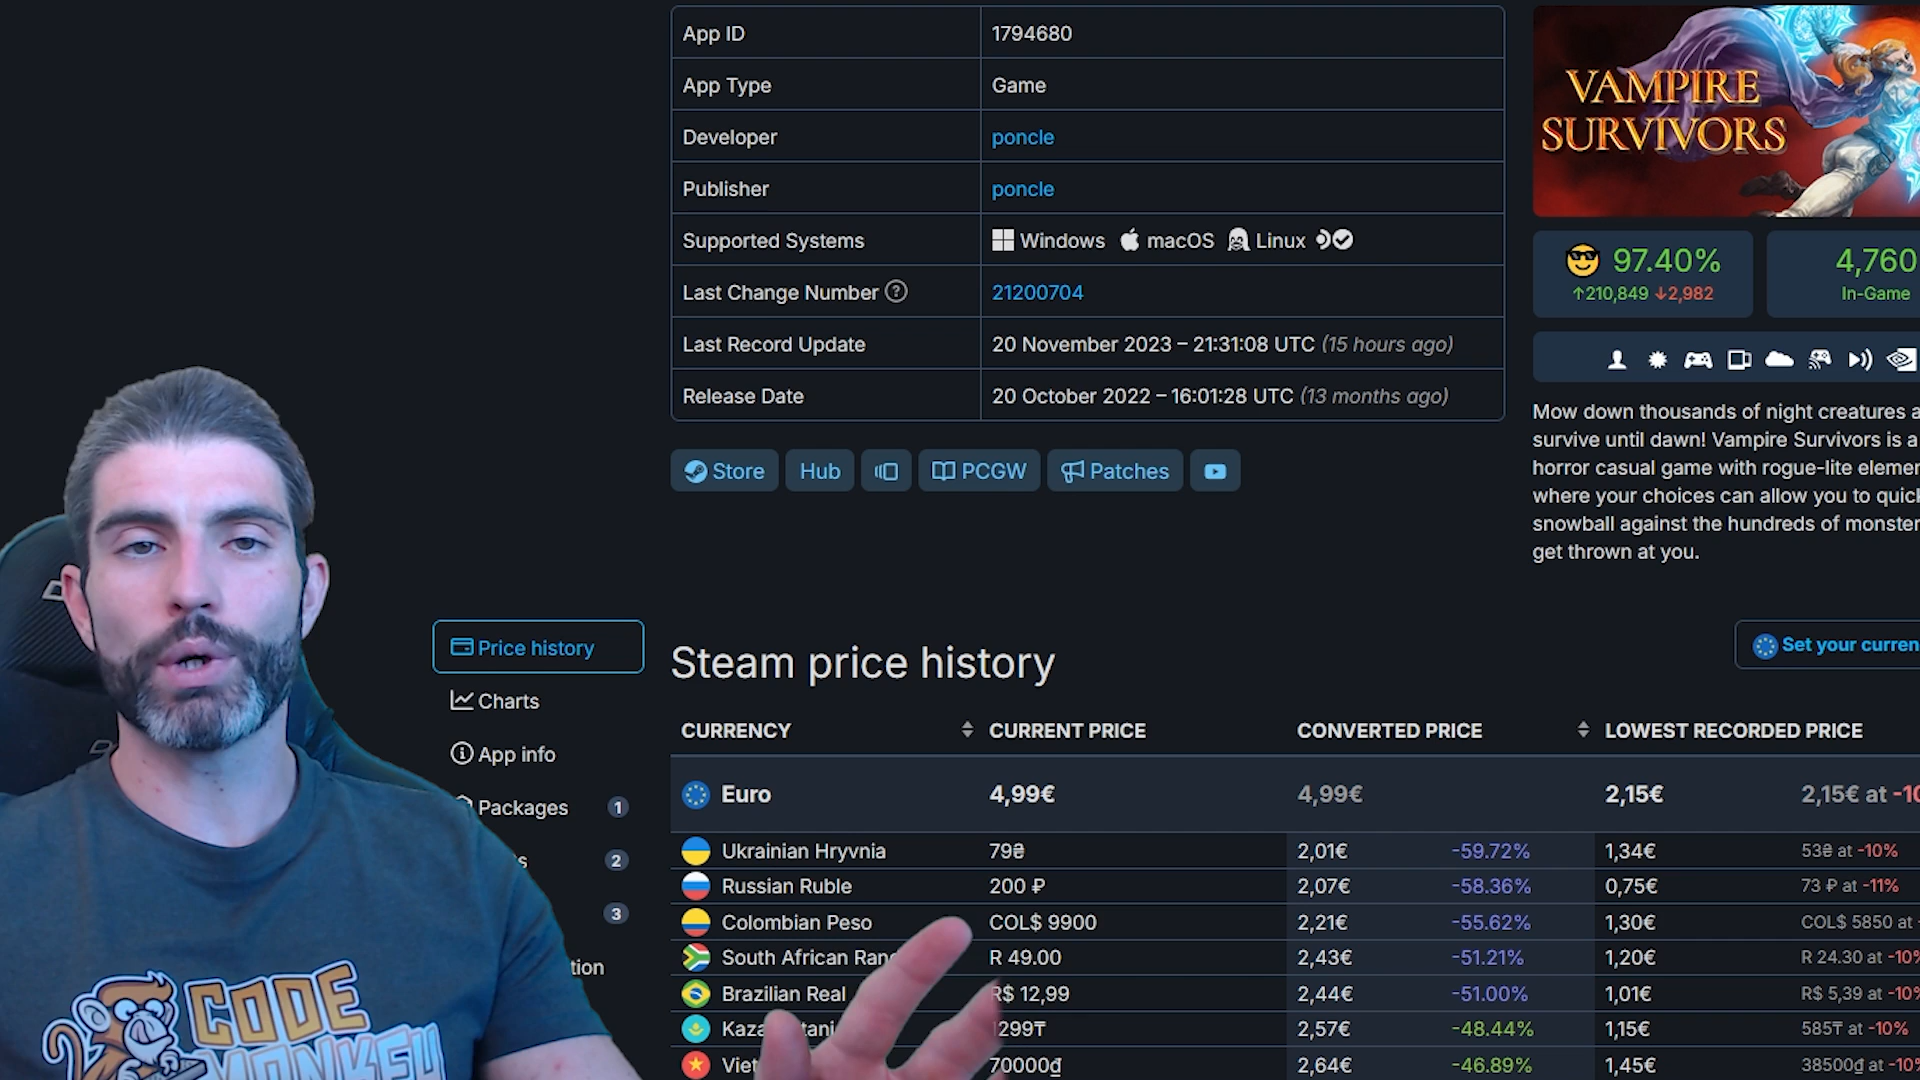 App ID 1794680
App Type Game
Developer poncle
Publisher poncle
Supported Systems Windows macOS Linux
Last Change Number 21200704
Last Record Update 20 November 2023 – 21:31:08 UTC (15 hours ago)
Release Date 20 October 2022 – 16:01:28 UTC (13 months ago)
Store Hub PCGW Patches
VAMPIRE
SURVIVORS
97.40%
↑210,849 ↓2,982
4,760
In-Game
Mow down thousands of night creatures a
survive until dawn! Vampire Survivors is a
horror casual game with rogue-lite
where your choices can allow you to
snowball against the hundreds of
get thrown at you.
Price history
Charts
App info
Packages 1
2
3
Steam price history
Set your
CURRENCY CURRENT PRICE CONVERTED PRICE LOWEST RECORDED PRICE
Euro 4,99€ 4,99€ 2,15€ 2,15€ at
Ukrainian Hryvnia 79₴ 2,01€ -59.72% 1,34€ 53₴ at -10%
Russian Ruble 200 ₽ 2,07€ -58.36% 0,75€ 73 ₽ at -11%
Colombian Peso COL$ 9900 2,21€ -55.62% 1,30€ COL$ 5850 at
South African R 49.00 2,43€ -51.21% 1,20€ R 24.30 at -10%
Brazilian Real R$ 12,99 2,44€ -51.00% 1,01€ R$ 5,39 at -10%
299₸ 2,57€ -48.44% 1,15€ 585₸ at -10%
70000₫ 2,64€ -46.89% 1,45€ 38500₫ at -10%
CODE
MONKEY